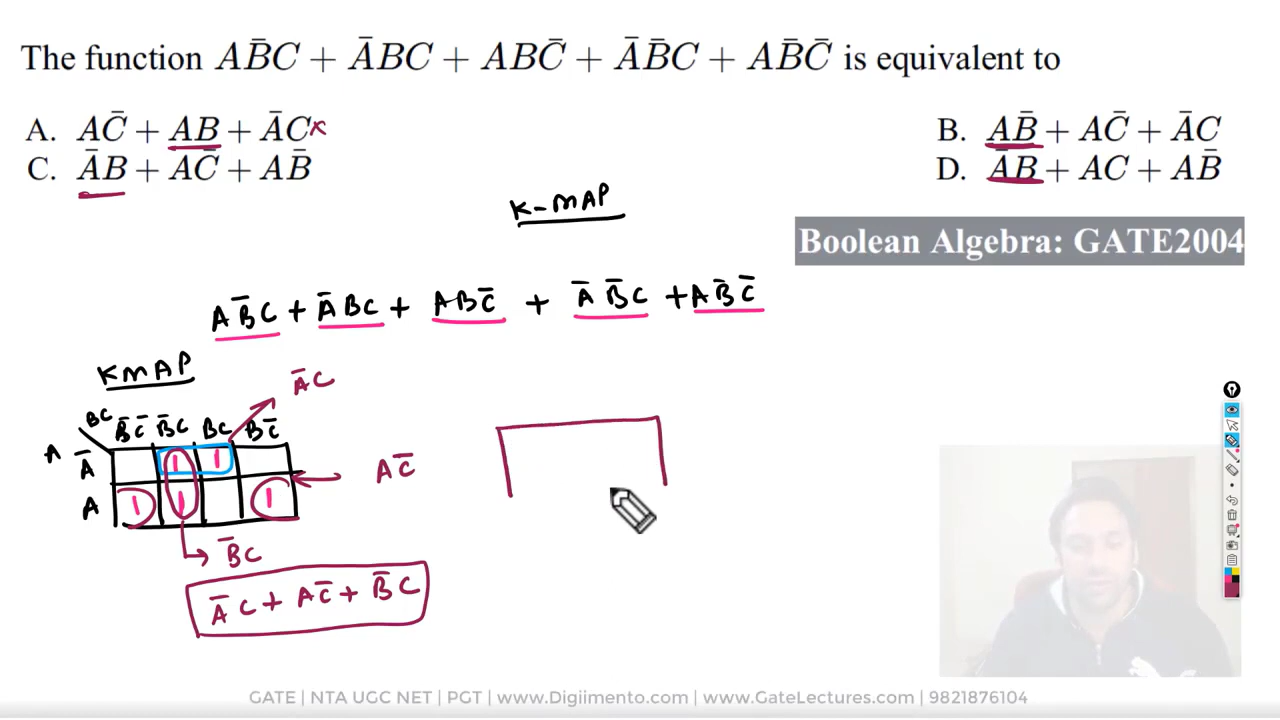 The function AB̄C + ĀBC + ABC̄ + ĀB̄C + AB̄C̄ is equivalent to
A. AC̄ + AB + ĀC ×
B. AB̄ + AC̄ + ĀC
C. ĀB + AC̄ + AB̄
D. ĀB + AC + AB̄
K-MAP
Boolean Algebra: GATE2004
AB̄C + ĀBC + ABC̄ + ĀB̄C + AB̄C̄
KMAP
ĀC
BC B̄C̄ B̄C BC BC̄
A Ā 1 1
AC̄
A 1 1 1
B̄C
ĀC + AC̄ + B̄C
GATE | NTA UGC NET | PGT | www.Digiimento.com | www.GateLectures.com | 9821876104